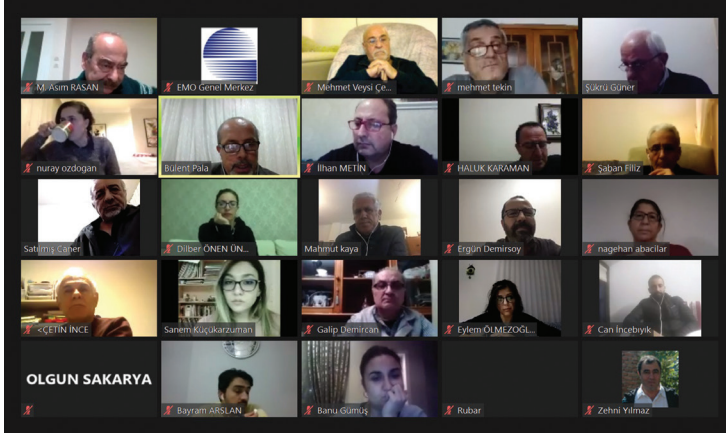 M. Asım RASAN
EMO Genel Merkez
Mehmet Veysi Çe...
mehmet tekin
Şükrü Güner
nuray ozdogan
Bülent Pala
İlhan METİN
HALUK KARAMAN
Şaban Filiz
Satılmış Caner
Dilber ÖNEN ÜN...
Mahmut kaya
Ergün Demirsoy
nagehan abacilar
<ÇETİN İNCE
Sanem Küçükarzuman
Galip Demircan
Eylem ÖLMEZOĞL...
Can İncebıyık
OLGUN SAKARYA
Bayram ARSLAN
Banu Gümüş
Rubar
Zehni Yılmaz